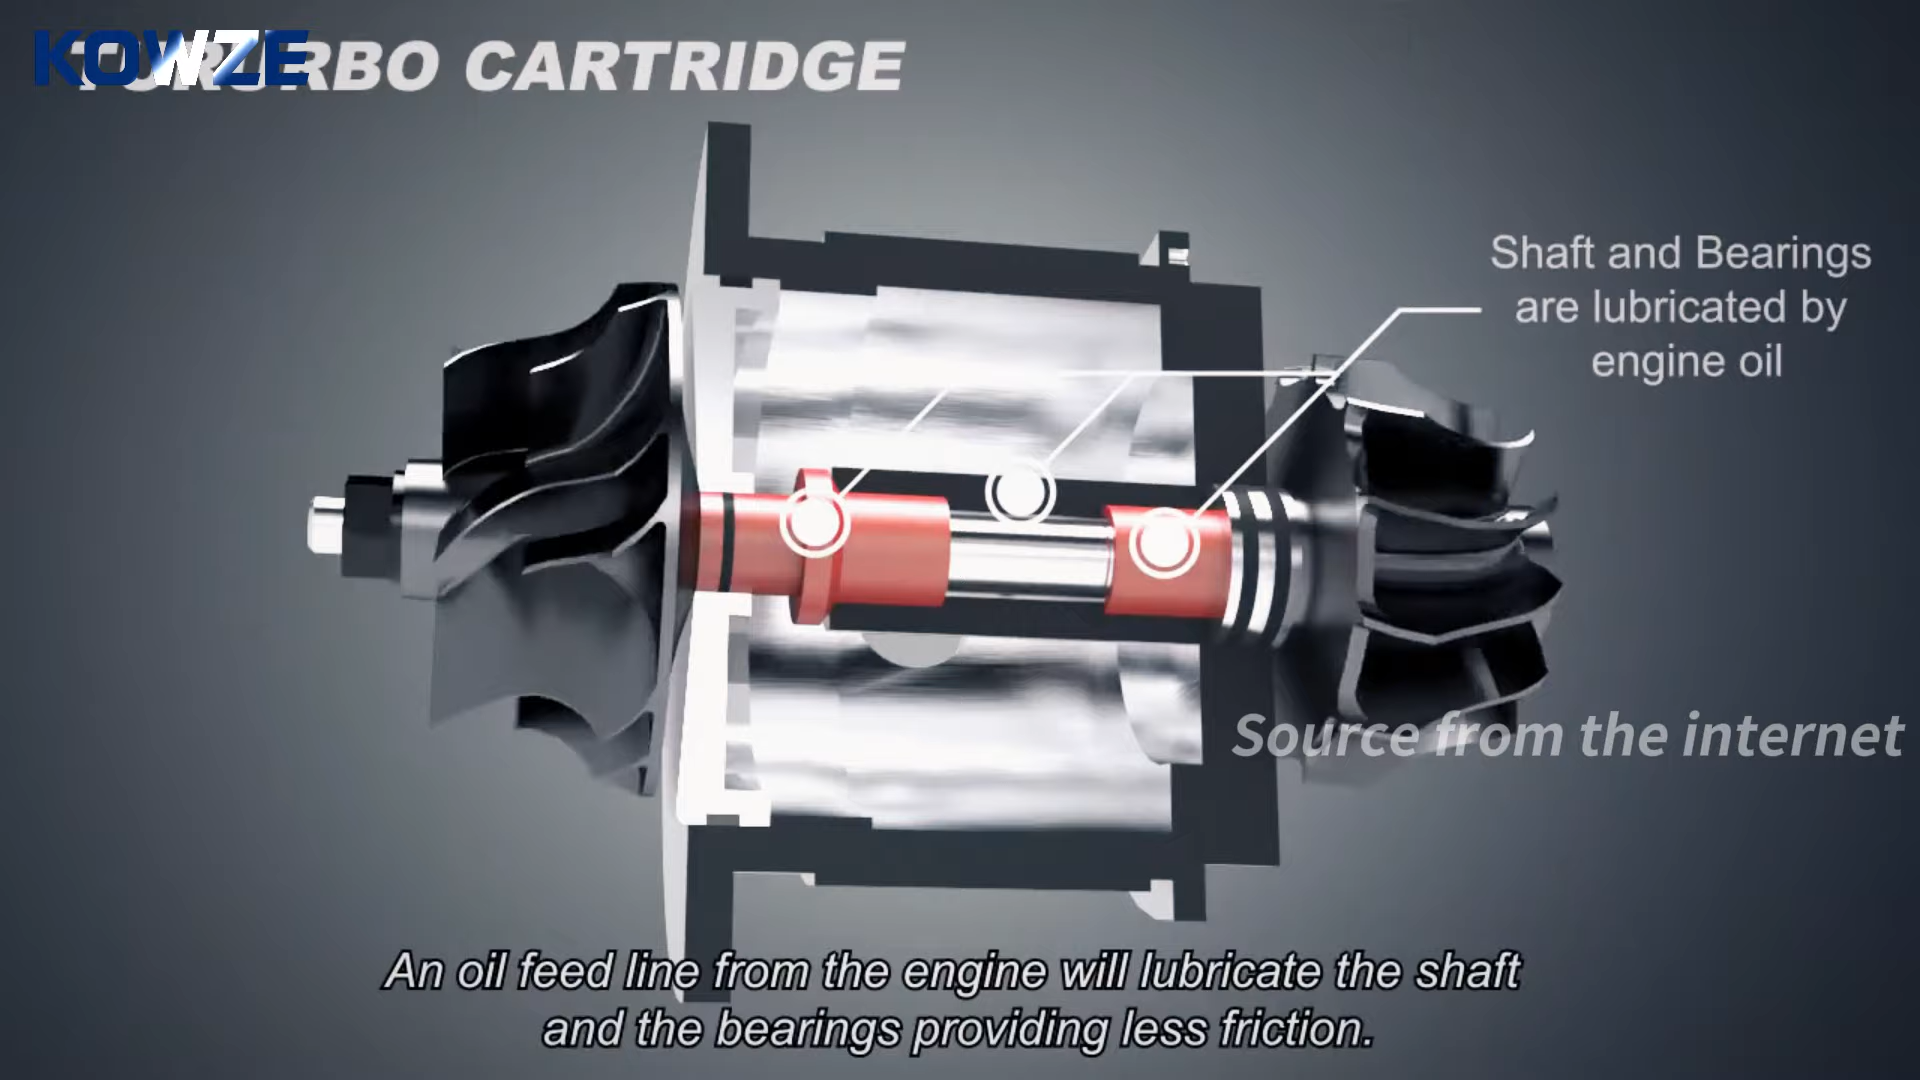 KOWZE
TURBO CARTRIDGE
Shaft and Bearings
are lubricated by
engine oil
Source from the internet
An oil feed line from the engine will lubricate the shaft
and the bearings providing less friction.